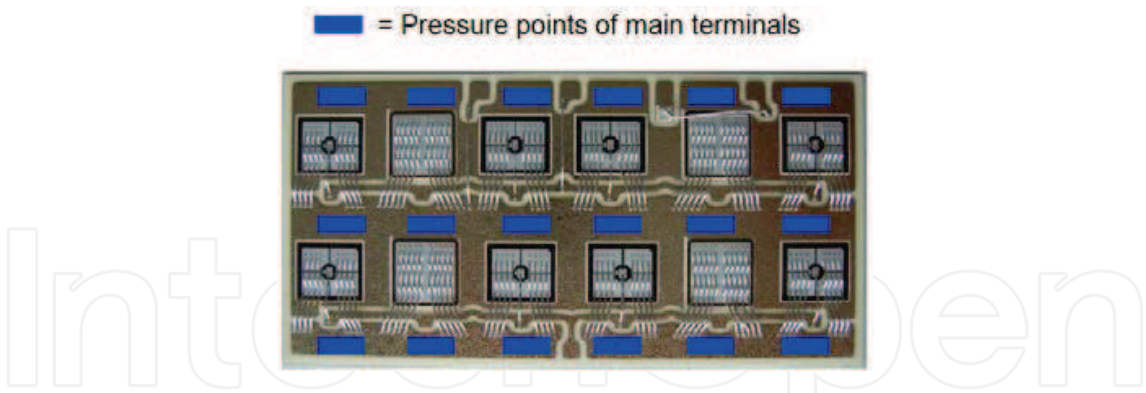 = Pressure points of main terminals
IntechOpen